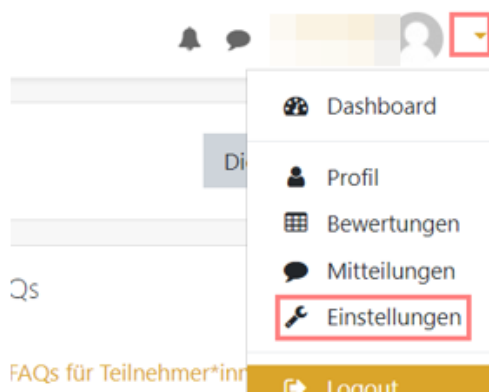 Dashboard
Di
Profil
Bewertungen
Qs
Mitteilungen
Einstellungen
FAQs für Teilnehmer*inn
Logout